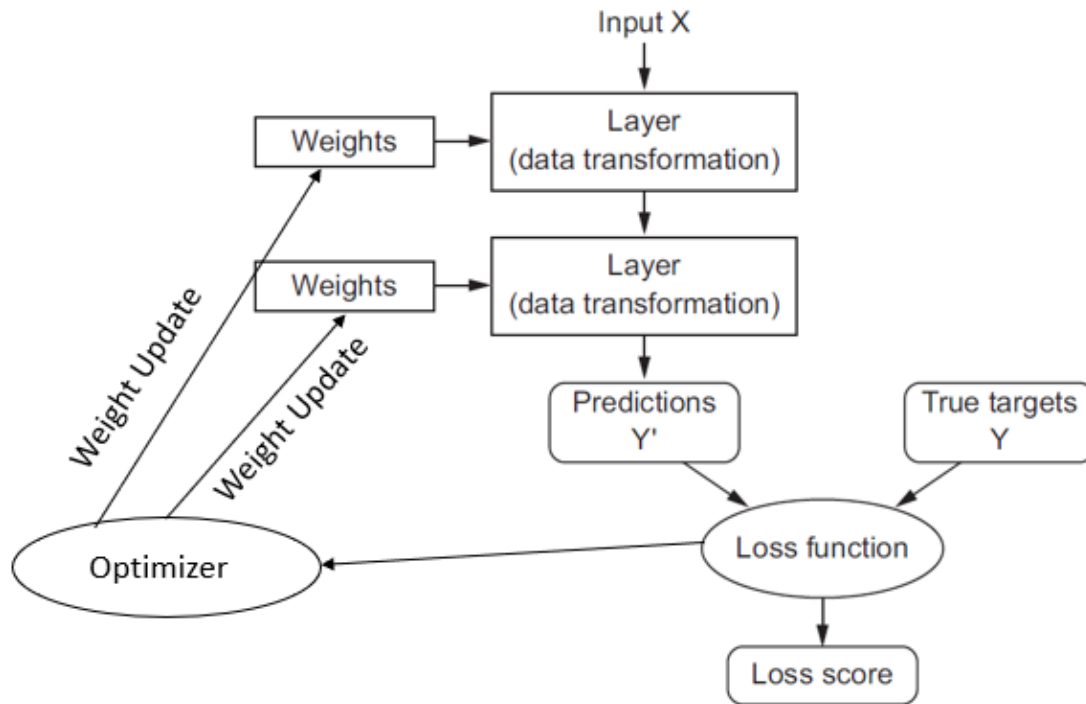 Input X
Weights
Layer
(data transformation)
Weights
Layer
(data transformation)
Weight Update
Weight Update
Predictions
Y'
True targets
Y
Optimizer
Loss function
Loss score